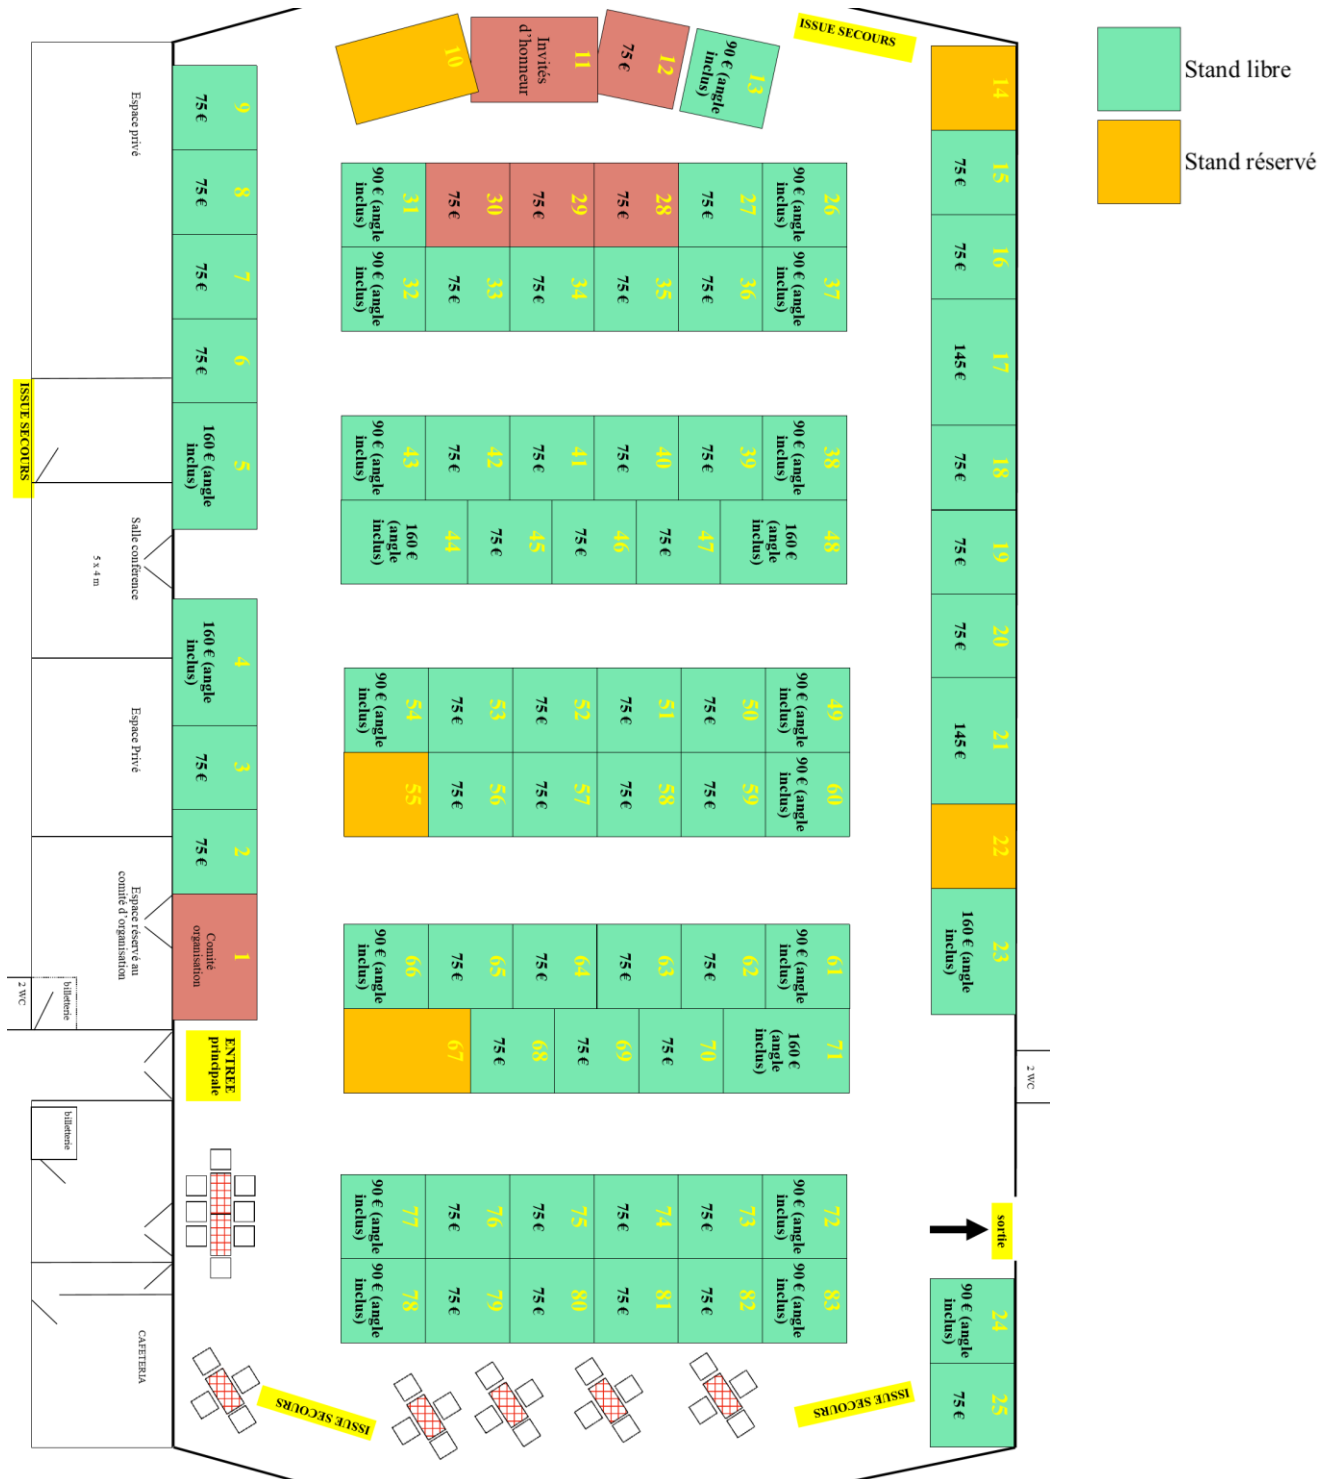 ISSUE SECOURS
Stand libre
Stand réservé
10
11
Invités
d'honneur
12
75 €
13
90 € (angle
inclus)
14
15
75 €
16
75 €
17
145 €
18
75 €
19
75 €
20
75 €
21
145 €
22
23
160 € (angle
inclus)
2 WC
sortie
24
90 € (angle
inclus)
25
75 €
Espace privé
9
75 €
8
75 €
7
75 €
6
75 €
5
160 € (angle
inclus)
ISSUE SECOURS
Salle conférence
5 x 4 m
4
160 € (angle
inclus)
Espace Privé
3
75 €
2
75 €
Espace réservé au
comité d'organisation
1
Comité
organisation
billetterie
2 WC
ENTREE
principale
billetterie
CAFETERIA
31
90 € (angle
inclus)
30
75 €
29
75 €
28
75 €
27
75 €
26
90 € (angle
inclus)
32
90 € (angle
inclus)
33
75 €
34
75 €
35
75 €
36
75 €
37
90 € (angle
inclus)
43
90 € (angle
inclus)
42
75 €
41
75 €
40
75 €
39
75 €
38
90 € (angle
inclus)
44
160 €
(angle
inclus)
45
75 €
46
75 €
47
75 €
48
160 €
(angle
inclus)
54
90 € (angle
inclus)
53
75 €
52
75 €
51
75 €
50
75 €
49
90 € (angle
inclus)
55
56
75 €
57
75 €
58
75 €
59
75 €
60
90 € (angle
inclus)
66
90 € (angle
inclus)
65
75 €
64
75 €
63
75 €
62
75 €
61
90 € (angle
inclus)
67
68
75 €
69
75 €
70
75 €
71
160 €
(angle
inclus)
77
90 € (angle
inclus)
76
75 €
75
75 €
74
75 €
73
75 €
72
90 € (angle
inclus)
78
90 € (angle
inclus)
79
75 €
80
75 €
81
75 €
82
75 €
83
90 € (angle
inclus)
ISSUE SECOURS
ISSUE SECOURS